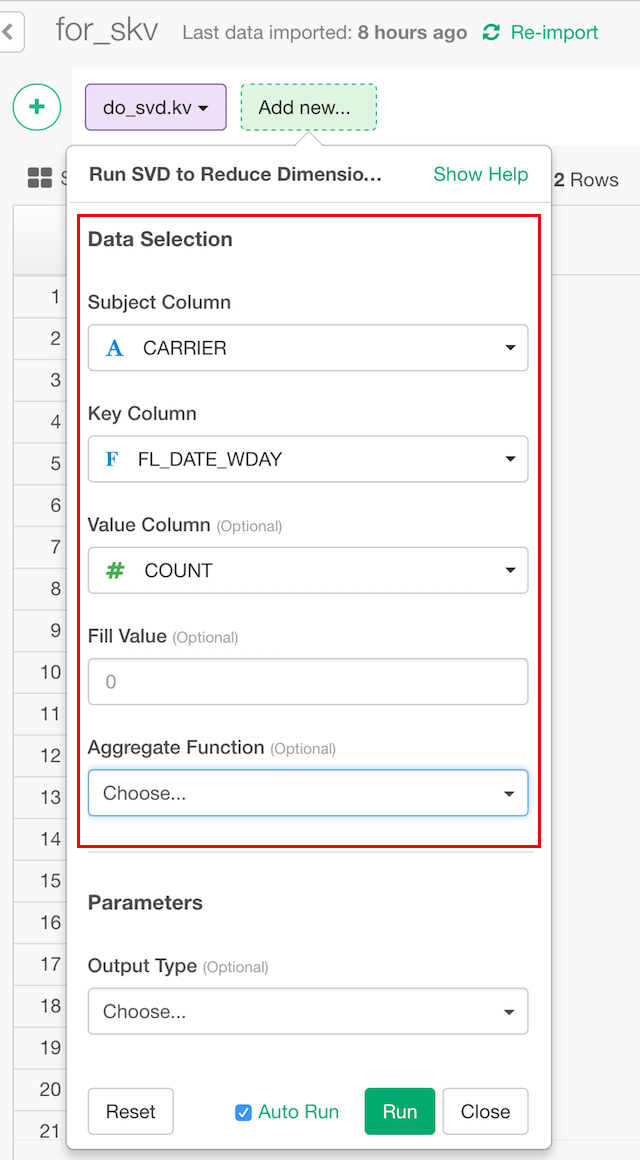 for_skv Last data imported: 8 hours ago Re-import
+ do_svd.kv Add new...
S
Run SVD to Reduce Dimensio... Show Help
2 Rows
Data Selection
1
Subject Column
2
A CARRIER
3
Key Column
4
F FL_DATE_WDAY
5
6
Value Column (Optional)
7
# COUNT
8
Fill Value (Optional)
9
10
0
11
Aggregate Function (Optional)
12
13
Choose...
14
15
Parameters
16
Output Type (Optional)
17
18
Choose...
19
20
Reset Auto Run Run Close
21